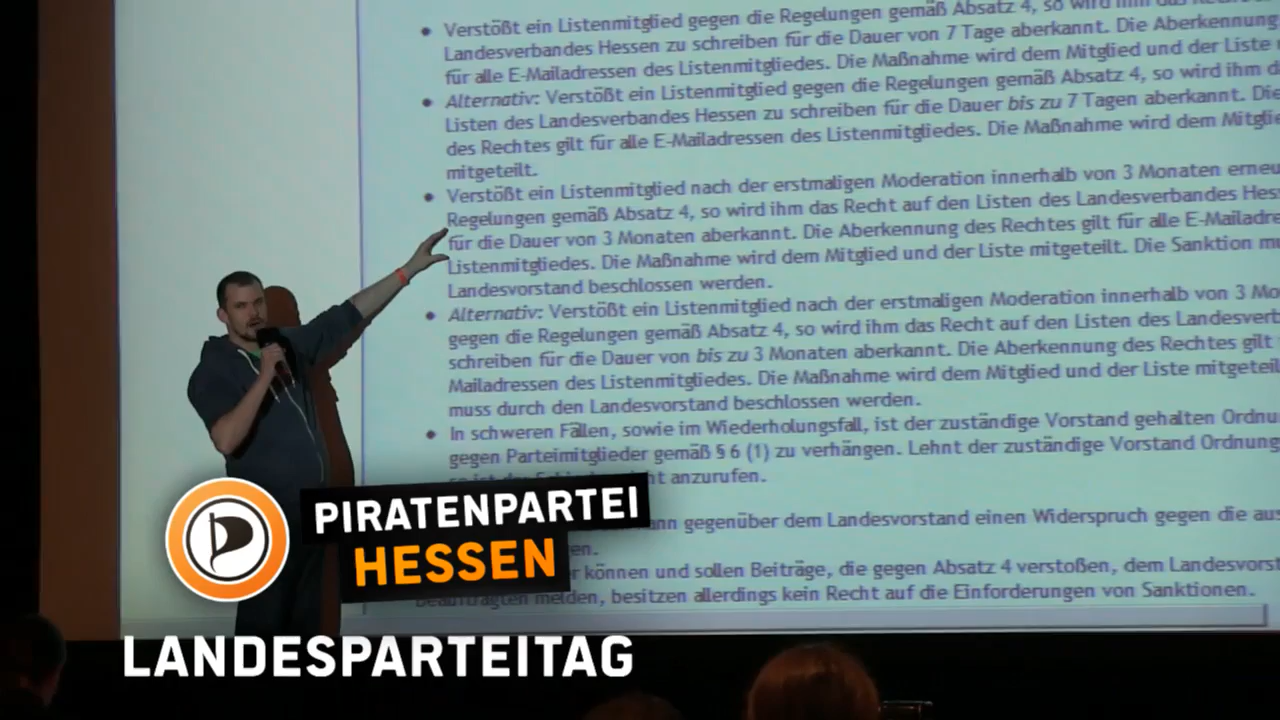 Verstößt ein Listenmitglied gegen die Regelungen gemäß Absatz 4, so wird ihm das
Landesverbandes Hessen zu schreiben für die Dauer von 7 Tage aberkannt. Die Aberkennung
für alle E-Mailadressen des Listenmitgliedes. Die Maßnahme wird dem Mitglied und der Liste
Alternativ: Verstößt ein Listenmitglied gegen die Regelungen gemäß Absatz 4, so wird ihm
Listen des Landesverbandes Hessen zu schreiben für die Dauer bis zu 7 Tagen aberkannt. Die
des Rechtes gilt für alle E-Mailadressen des Listenmitgliedes. Die Maßnahme wird dem Mitglie
mitgeteilt.
Verstößt ein Listenmitglied nach der erstmaligen Moderation innerhalb von 3 Monaten erneu
Regelungen gemäß Absatz 4, so wird ihm das Recht auf den Listen des Landesverbandes Hes
für die Dauer von 3 Monaten aberkannt. Die Aberkennung des Rechtes gilt für alle E-Mailadre
Listenmitgliedes. Die Maßnahme wird dem Mitglied und der Liste mitgeteilt. Die Sanktion m
Landesvorstand beschlossen werden.
Alternativ: Verstößt ein Listenmitglied nach der erstmaligen Moderation innerhalb von 3 Mo
gegen die Regelungen gemäß Absatz 4, so wird ihm das Recht auf den Listen des Landesverb
schreiben für die Dauer von bis zu 3 Monaten aberkannt. Die Aberkennung des Rechtes gilt
Mailadressen des Listenmitgliedes. Die Maßnahme wird dem Mitglied und der Liste mitgeteil
muss durch den Landesvorstand beschlossen werden.
In schweren Fällen, sowie im Wiederholungsfall, ist der zuständige Vorstand gehalten Ordnu
gegen Parteimitglieder gemäß § 6 (1) zu verhängen. Lehnt der zuständige Vorstand Ordnung
anzurufen.
gegenüber dem Landesvorstand einen Widerspruch gegen die aus
können und sollen Beiträge, die gegen Absatz 4 verstoßen, dem Landesvorst
Beauftragten melden, besitzen allerdings kein Recht auf die Einforderungen von Sanktionen.
PIRATENPARTEI
HESSEN
LANDESPARTEITAG